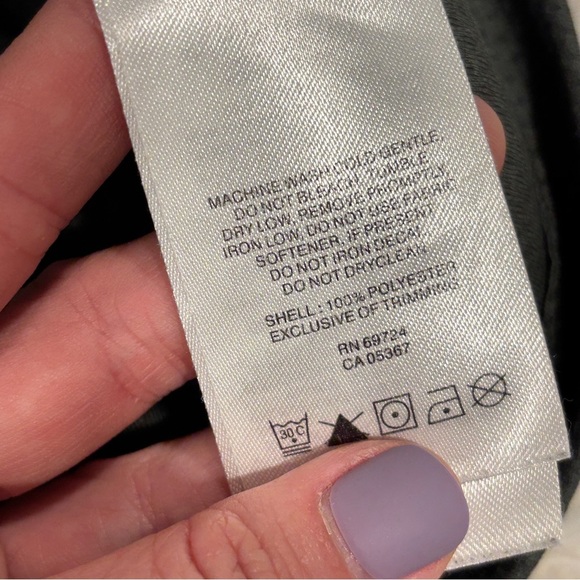 MACHINE WASH COLD GENTLE.
DO NOT BLEACH. TUMBLE
DRY LOW. REMOVE PROMPTLY.
IRON LOW. DO NOT USE FABRIC
SOFTENER. IF PRESENT
DO NOT IRON DECAL
DO NOT DRYCLEAN.
SHELL : 100% POLYESTER
EXCLUSIVE OF TRIMMING
RN 69724
CA 05367
30 C